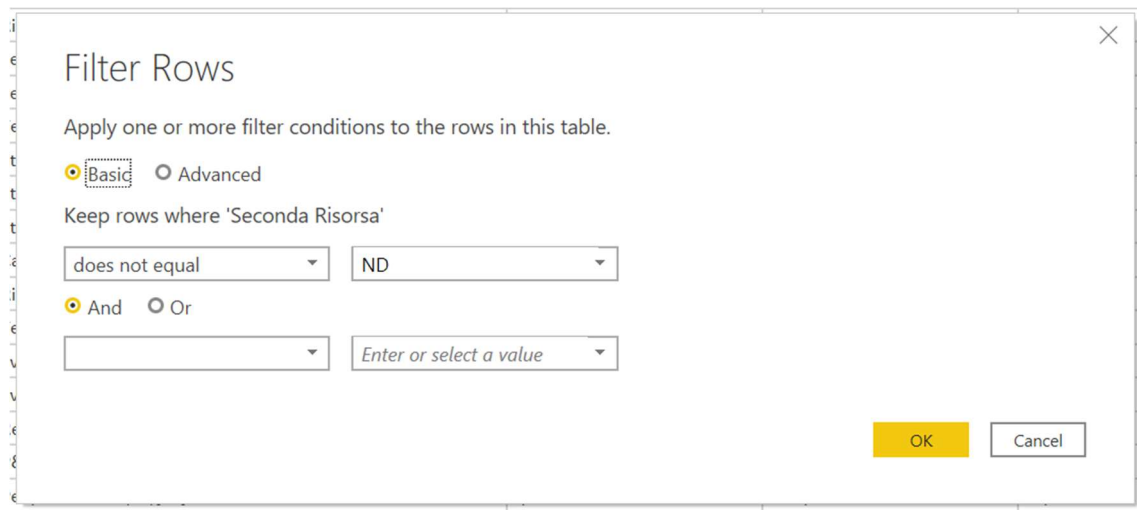 Filter Rows
Apply one or more filter conditions to the rows in this table.
Basic Advanced
Keep rows where 'Seconda Risorsa'
does not equal ND
And Or
Enter or select a value
OK Cancel